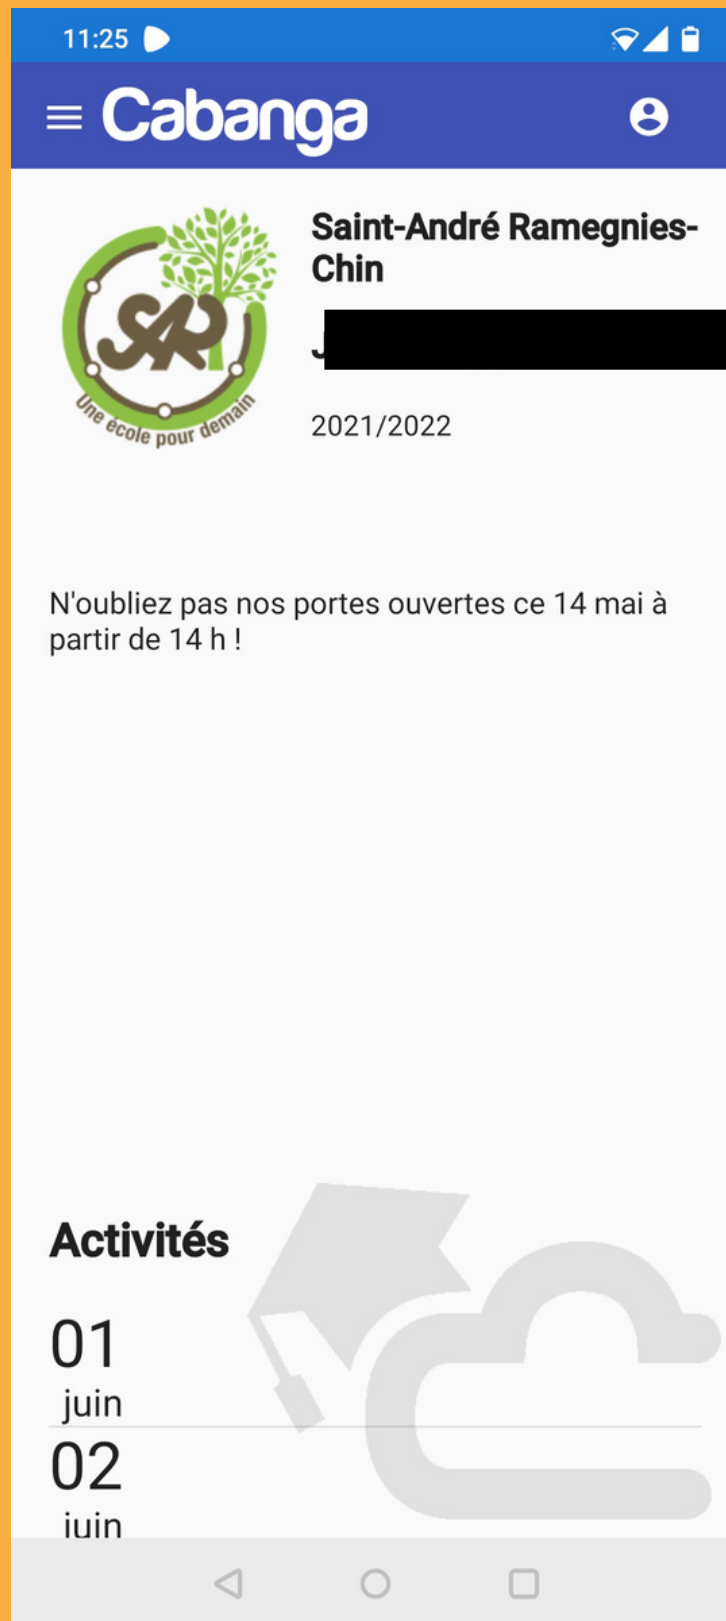 11:25
Cabanga
Saint-André Ramegnies-
Chin
SAR
Une école pour demain
2021/2022
N'oubliez pas nos portes ouvertes ce 14 mai à
partir de 14 h !
Activités
01
juin
02
juin